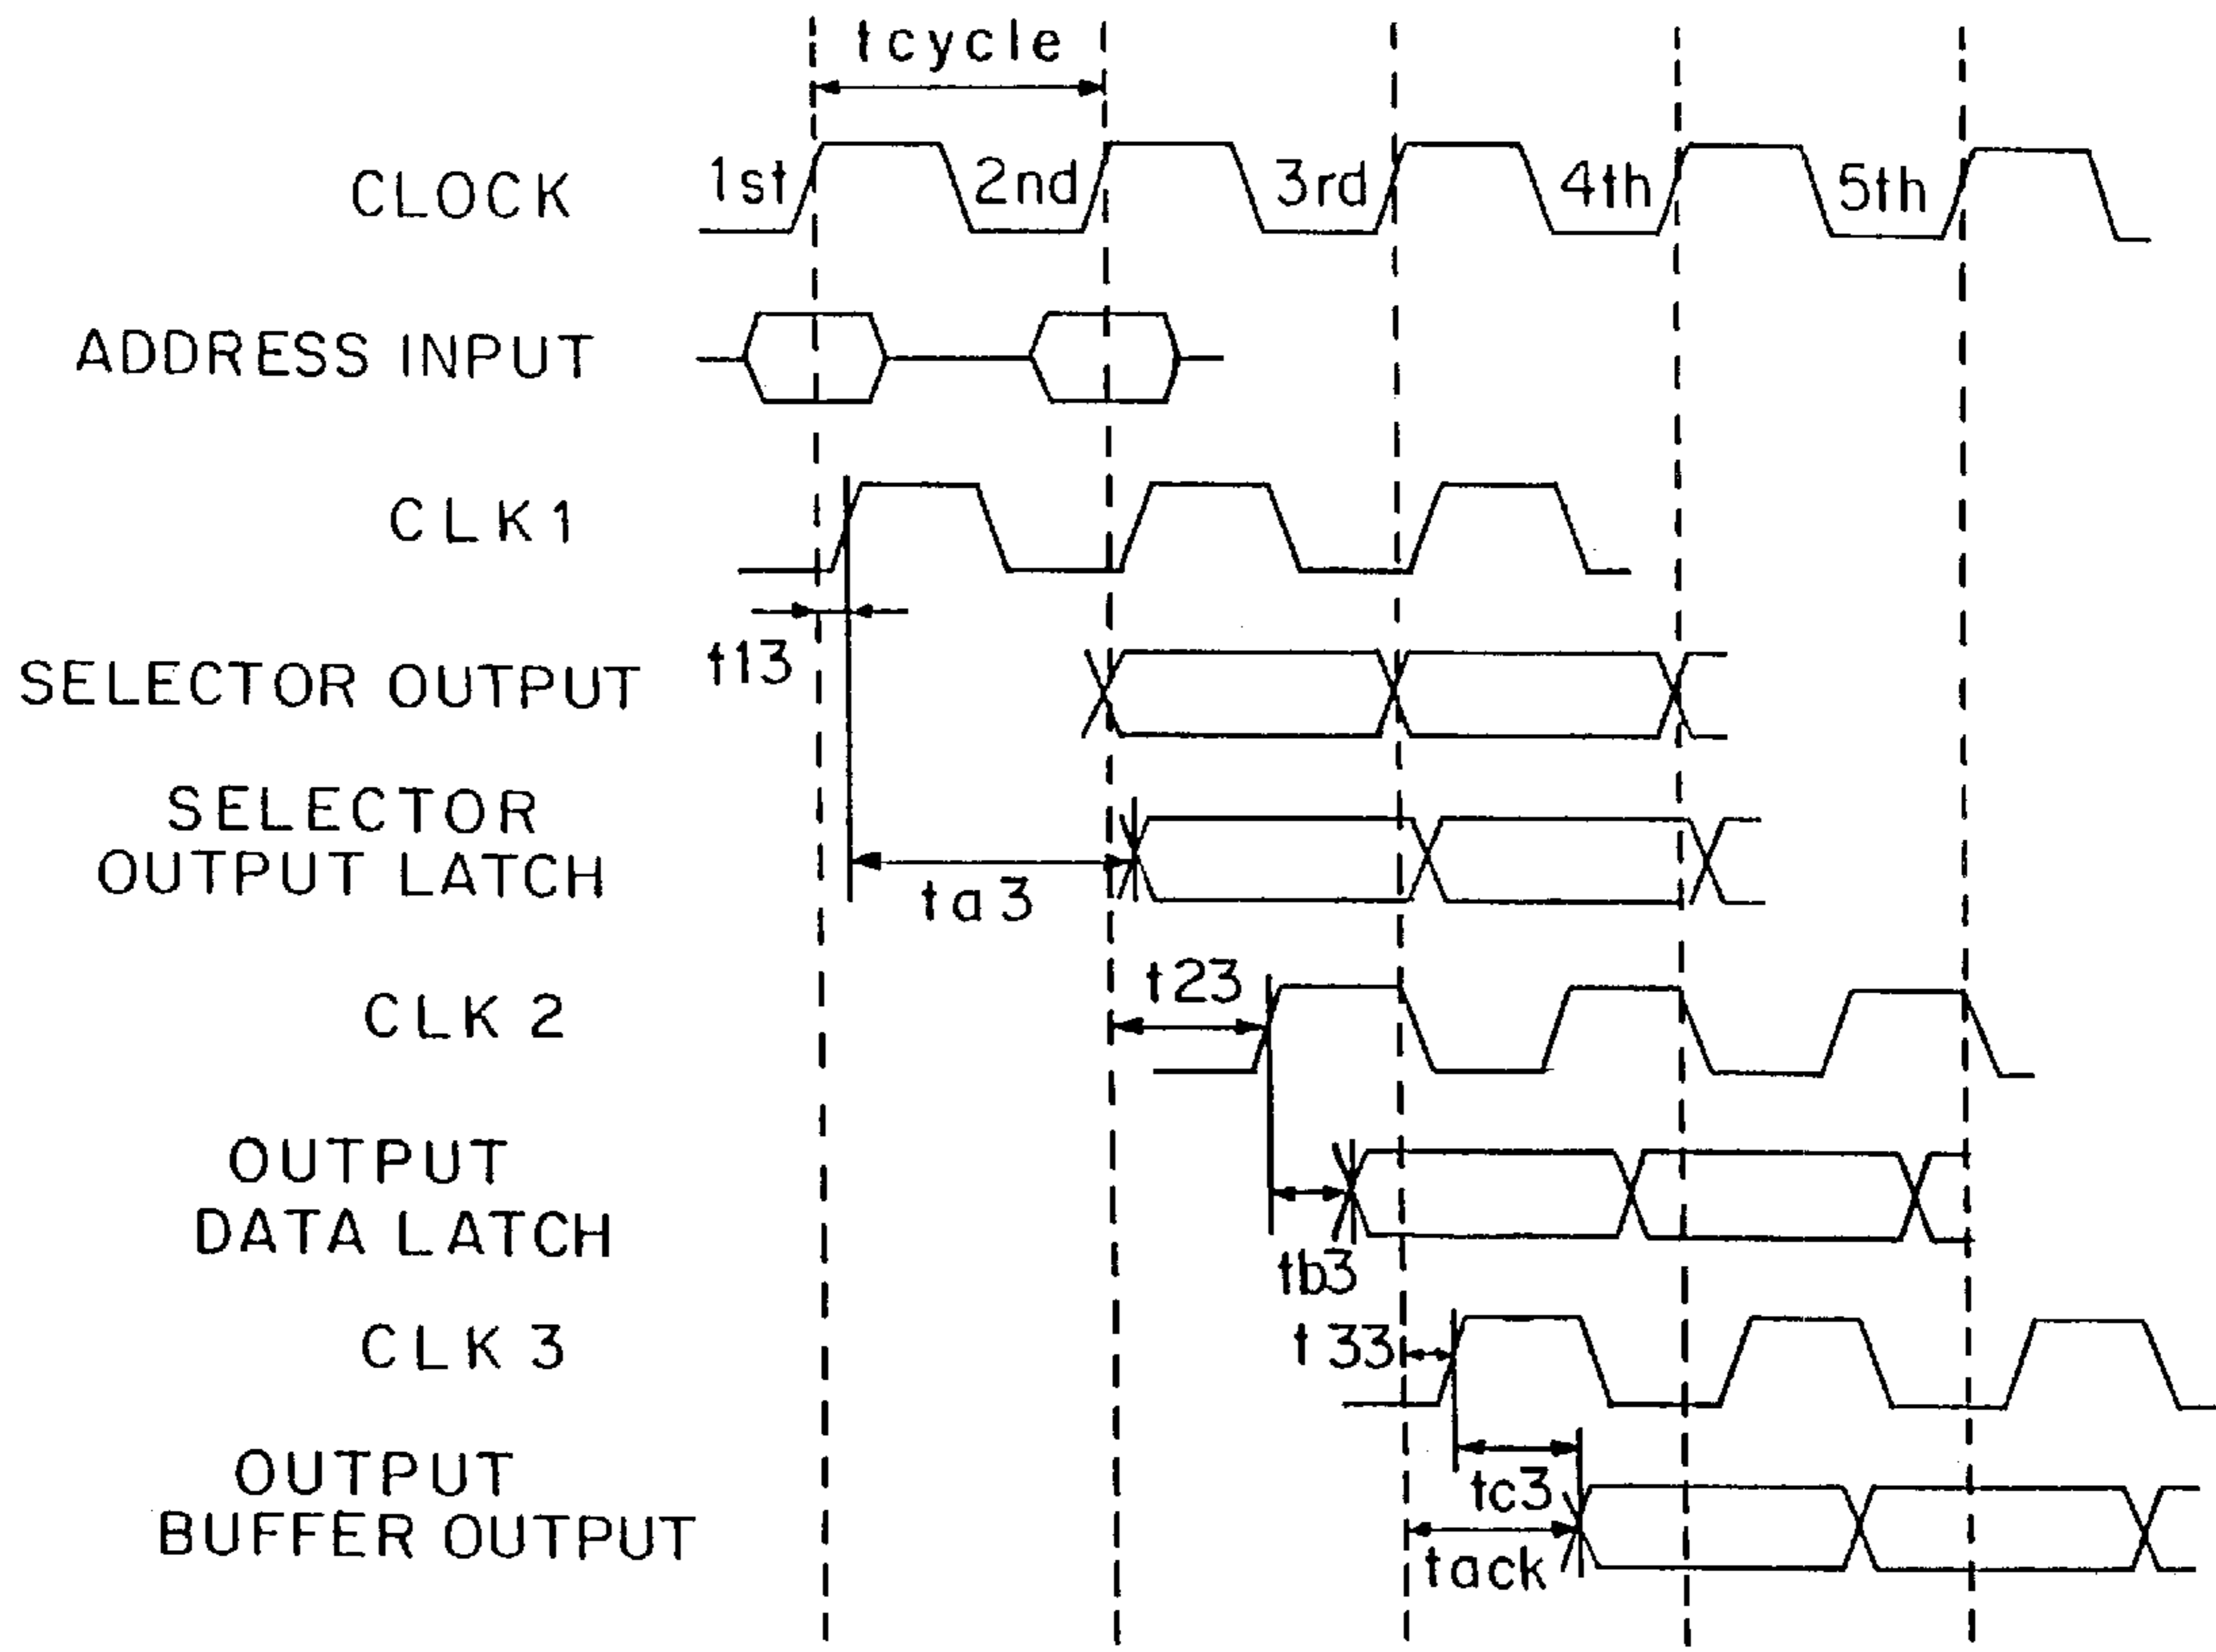 tcycle
CLOCK
1st
2nd
3rd
4th
5th
ADDRESS INPUT
CLK1
t13
SELECTOR OUTPUT
SELECTOR
OUTPUT LATCH
ta3
CLK 2
t23
OUTPUT
DATA LATCH
tb3
CLK 3
t33
OUTPUT
BUFFER OUTPUT
tc3
tack